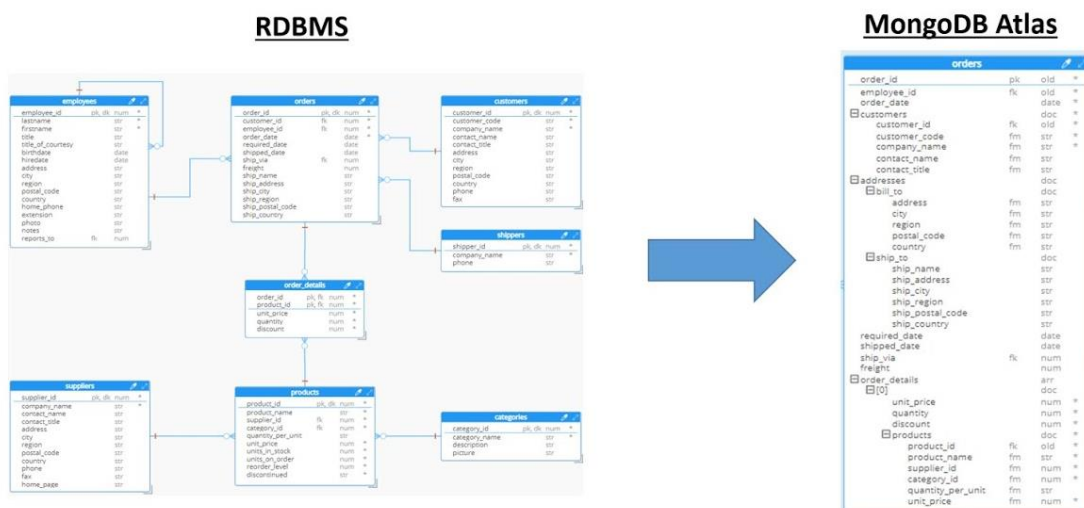 RDBMS
MongoDB Atlas
employees
employee_id pk, dk num *
lastname str *
firstname str *
title str
title_of_courtesy str
birthdate date
hiredate date
address str
city str
region str
postal_code str
country str
home_phone str
extension str
photo str
notes str
reports_to fk num
orders
order_id pk, dk num *
customer_id fk num *
employee_id fk num *
order_date date *
required_date date
shipped_date date
ship_via fk num
freight num
ship_name str
ship_address str
ship_city str
ship_region str
ship_postal_code str
ship_country str
customers
customer_id pk, dk num *
customer_code str *
company_name str *
contact_name str
contact_title str
address str
city str
region str
postal_code str
country str
phone str
fax str
shippers
shipper_id pk, dk num *
company_name str *
phone str
order_details
order_id pk, fk num *
product_id pk, fk num *
unit_price num *
quantity num *
discount num *
suppliers
supplier_id pk, dk num *
company_name str *
contact_name str
contact_title str
address str
city str
region str
postal_code str
country str
phone str
fax str
home_page str
products
product_id pk, dk num *
product_name str *
supplier_id fk num *
category_id fk num *
quantity_per_unit str
unit_price num *
units_in_stock num *
units_on_order num *
reorder_level num *
discontinued str *
categories
category_id pk, dk num *
category_name str *
description str
picture str
orders
order_id pk oId *
employee_id fk oId *
order_date date *
customers doc *
customer_id fk oId *
customer_code fm str *
company_name fm str *
contact_name fm str
contact_title fm str
addresses doc
bill_to doc
address fm str
city fm str
region fm str
postal_code fm str
country fm str
ship_to doc
ship_name str
ship_address str
ship_city str
ship_region str
ship_postal_code str
ship_country str
required_date date
shipped_date date
ship_via fk num
freight num
order_details arr
[0] doc
unit_price num *
quantity num *
discount num *
products doc *
product_id fk oId *
product_name fm str *
supplier_id fm num *
category_id fm num *
quantity_per_unit fm str
unit_price fm num *